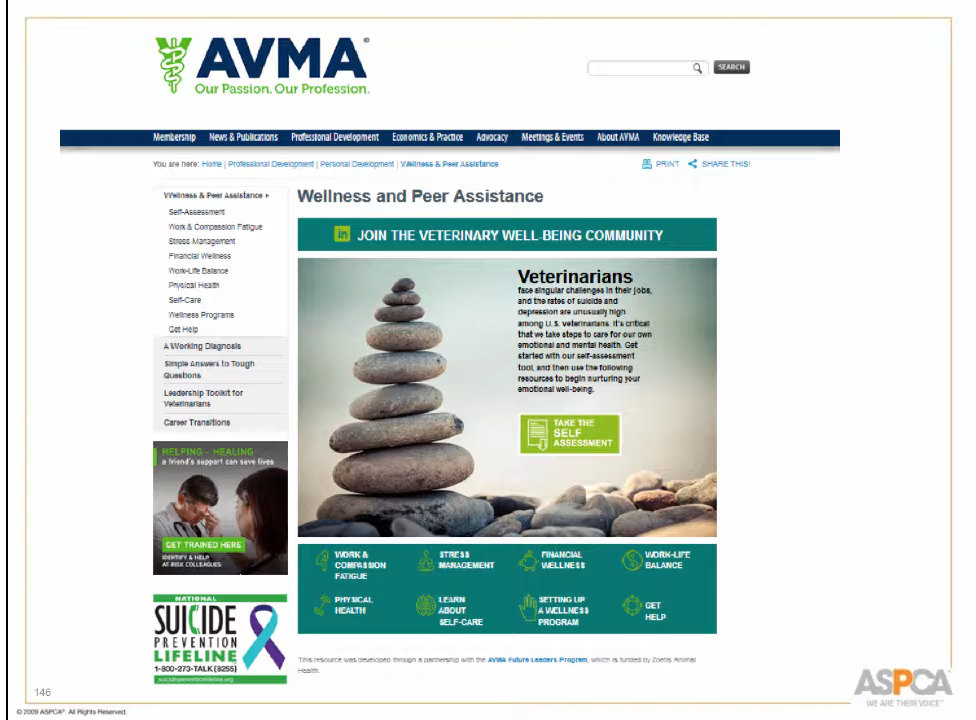 AVMA®
Our Passion. Our Profession.
SEARCH
Membership News & Publications Professional Development Economics & Practice Advocacy Meetings & Events About AVMA Knowledge Base
You are here: Home | Professional Development | Personal Development | Wellness & Peer Assistance
PRINT SHARE THIS!
Wellness & Peer Assistance
Self-Assessment
Work & Compassion Fatigue
Stress Management
Financial Wellness
Work-Life Balance
Physical Health
Self-Care
Wellness Programs
Get Help
A Working Diagnosis
Simple Answers to Tough
Questions
Leadership Toolkit for
Veterinarians
Career Transitions
HELPING - HEALING
a friend's support can save lives
GET TRAINED HERE
IDENTIFY & HELP
AT-RISK COLLEAGUES
NATIONAL
SUICIDE
PREVENTION
LIFELINE
1-800-273-TALK (8255)
suicidepreventionlifeline.org
Wellness and Peer Assistance
in JOIN THE VETERINARY WELL-BEING COMMUNITY
Veterinarians
face singular challenges in their jobs,
and the rates of suicide and
depression are unusually high
among U.S. veterinarians. It's critical
that we take steps to care for our own
emotional and mental health. Get
started with our self-assessment
tool, and then use the following
resources to begin nurturing your
emotional well-being.
TAKE THE
SELF
ASSESSMENT
WORK &
COMPASSION
FATIGUE
STRESS
MANAGEMENT
FINANCIAL
WELLNESS
WORK-LIFE
BALANCE
PHYSICAL
HEALTH
LEARN
ABOUT
SELF-CARE
SETTING UP
A WELLNESS
PROGRAM
GET
HELP
This resource was developed through a partnership with the AVMA Future Leaders Program, which is funded by Zoetis Animal
Health.
146
© 2009 ASPCA®. All Rights Reserved.
ASPCA
WE ARE THEIR VOICE™